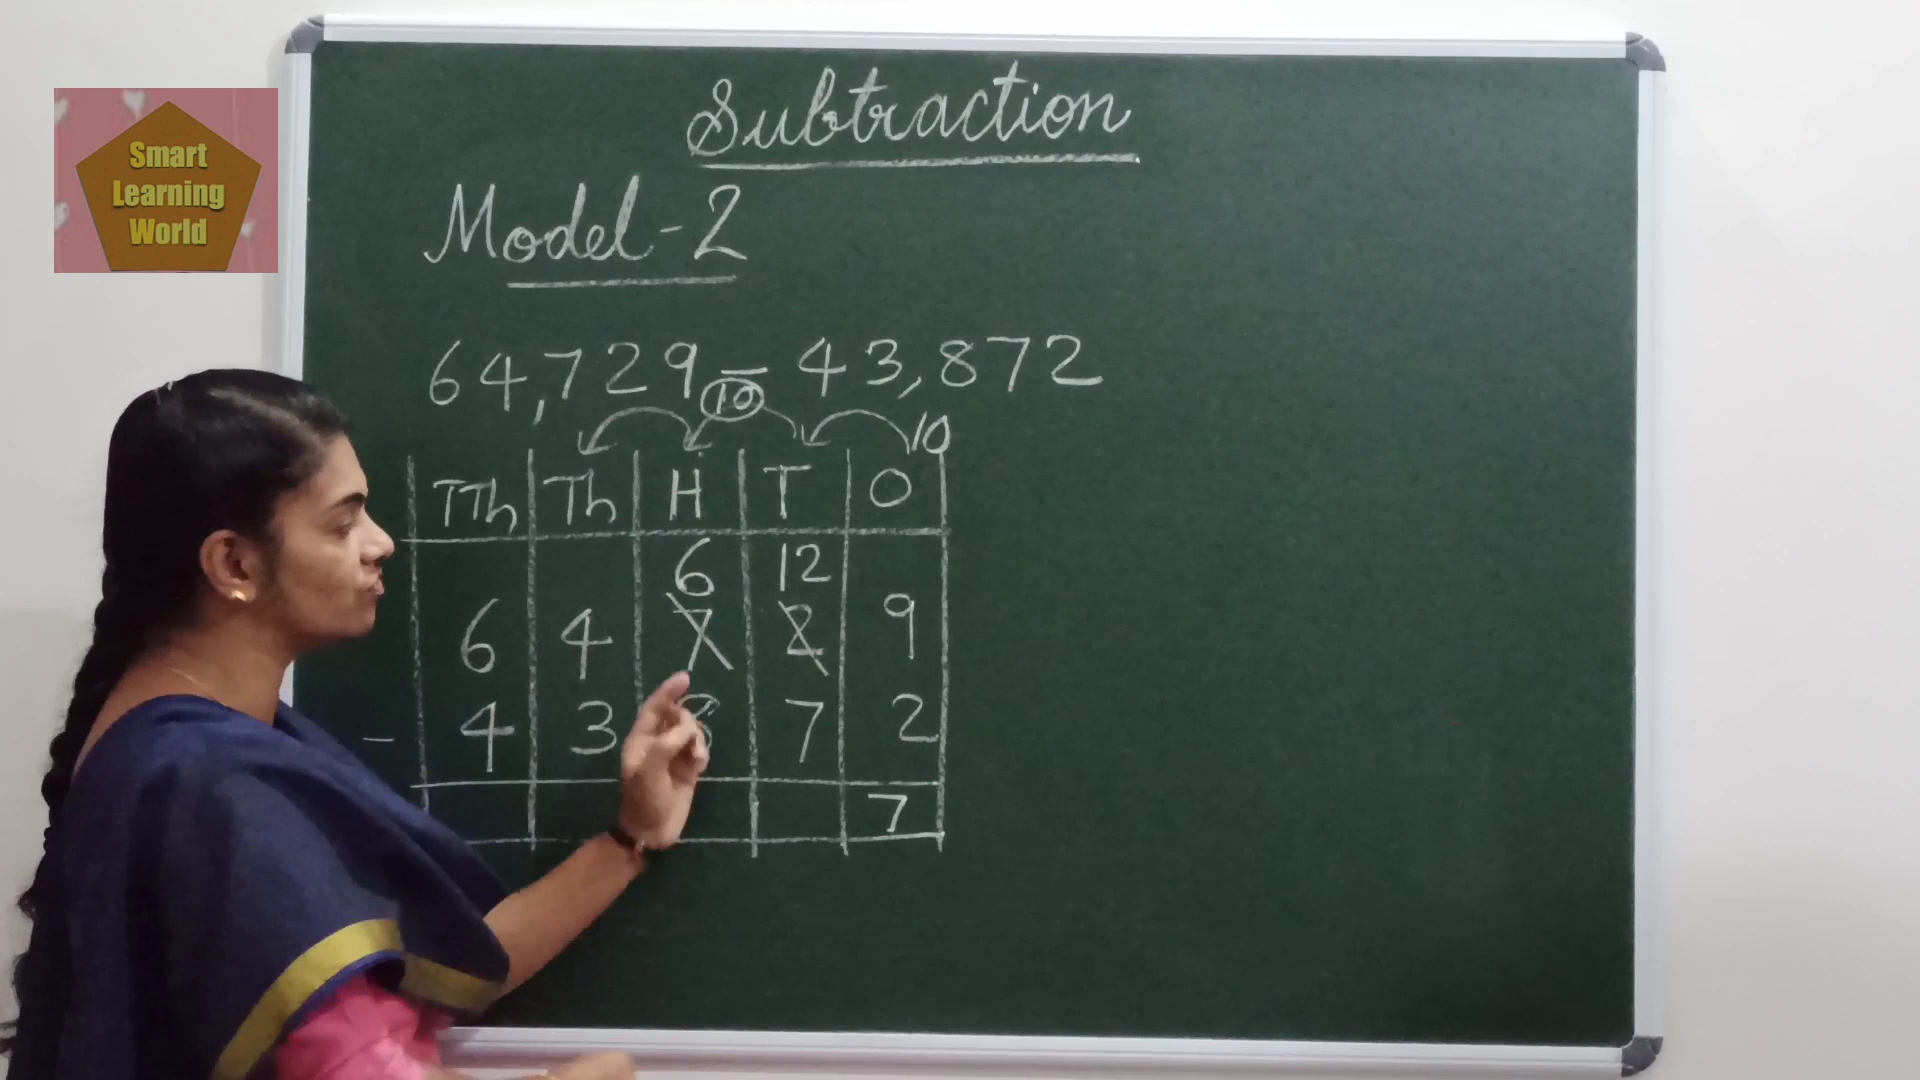 Smart
Learning
World
Subtraction
Model-2
64,729 - 43,872
10 10
TTh Th H T O
6 12
6 4 7 2 9
- 4 3 8 7 2
7